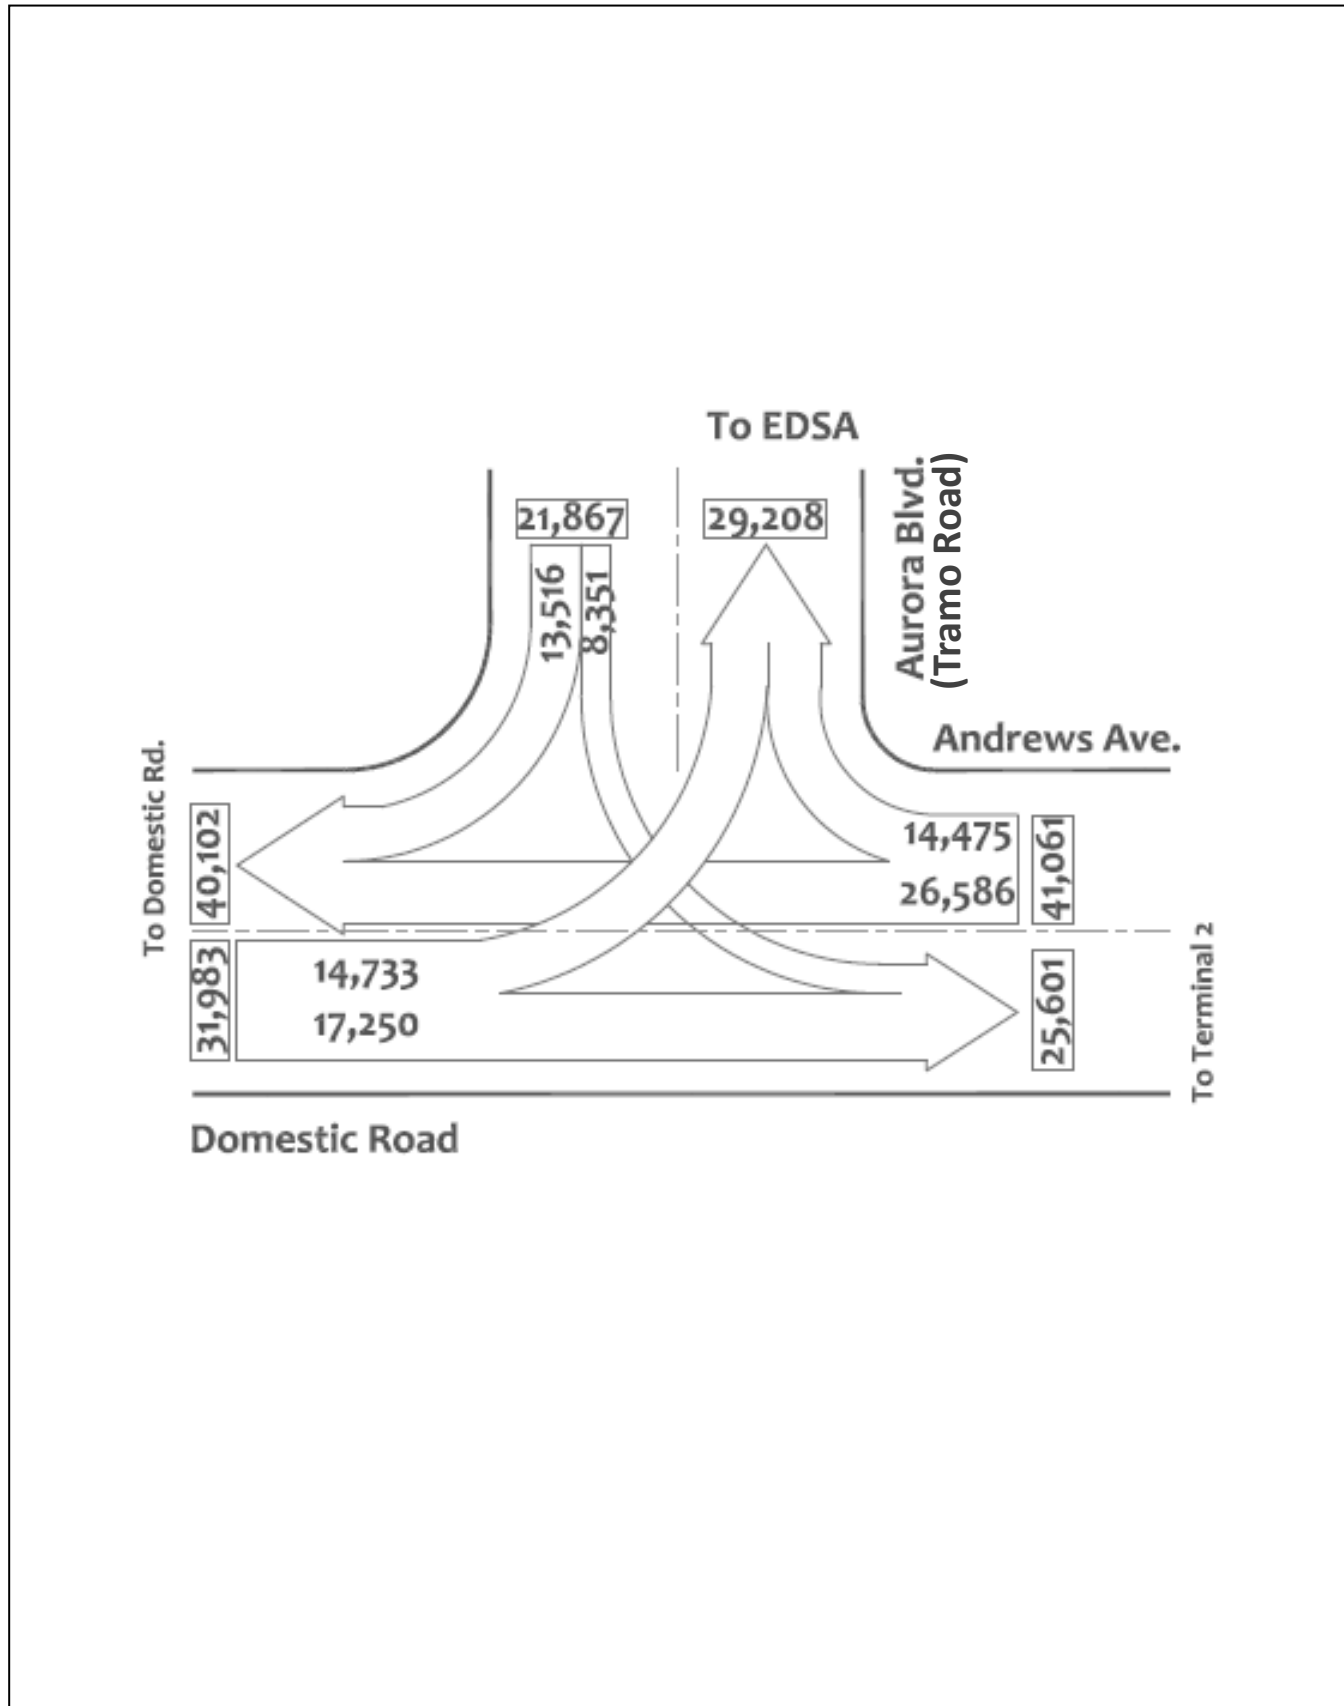 To EDSA
Aurora Blvd.
(Tramo Road)
21,867
29,208
13,516
8,351
Andrews Ave.
To Domestic Rd.
40,102
14,475
26,586
41,061
31,983
14,733
17,250
25,601
To Terminal 2
Domestic Road